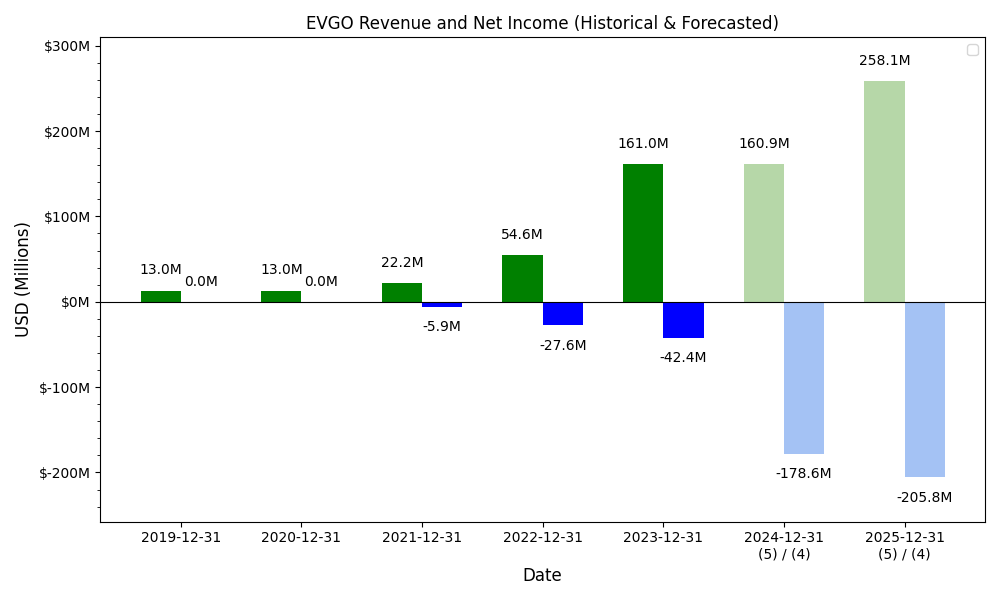 EVGO Revenue and Net Income (Historical & Forecasted)
$300M
$200M
$100M
$0M
$-100M
$-200M
USD (Millions)
13.0M
0.0M
13.0M
0.0M
22.2M
-5.9M
54.6M
-27.6M
161.0M
-42.4M
160.9M
-178.6M
258.1M
-205.8M
2019-12-31
2020-12-31
2021-12-31
2022-12-31
2023-12-31
2024-12-31
(5) / (4)
2025-12-31
(5) / (4)
Date